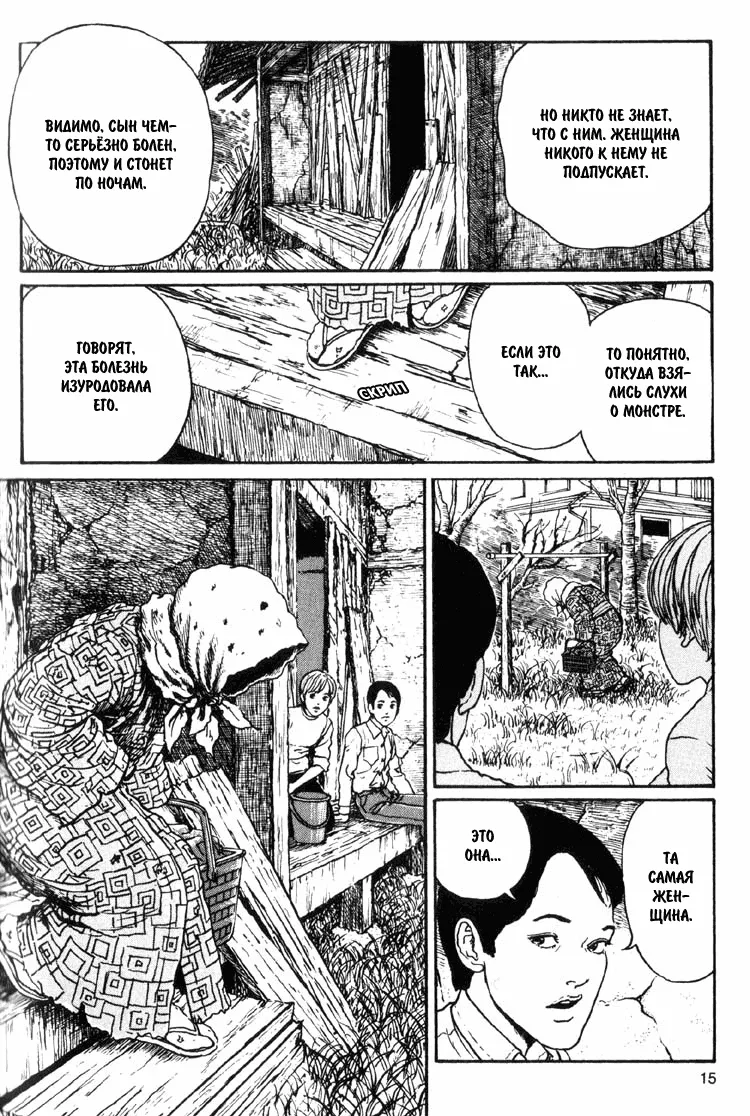 ВИДИМО, СЫН ЧЕМ-
ТО СЕРЬЁЗНО БОЛЕН,
ПОЭТОМУ И СТОНЕТ
ПО НОЧАМ.
НО НИКТО НЕ ЗНАЕТ,
ЧТО С НИМ. ЖЕНЩИНА
НИКОГО К НЕМУ НЕ
ПОДПУСКАЕТ.
ГОВОРЯТ,
ЭТА БОЛЕЗНЬ
ИЗУРОДОВАЛА
ЕГО.
СКРИП
ЕСЛИ ЭТО
ТАК...
ТО ПОНЯТНО,
ОТКУДА ВЗЯ-
ЛИСЬ СЛУХИ
О МОНСТРЕ.
ЭТО
ОНА...
ТА
САМАЯ
ЖЕН-
ЩИНА.
15